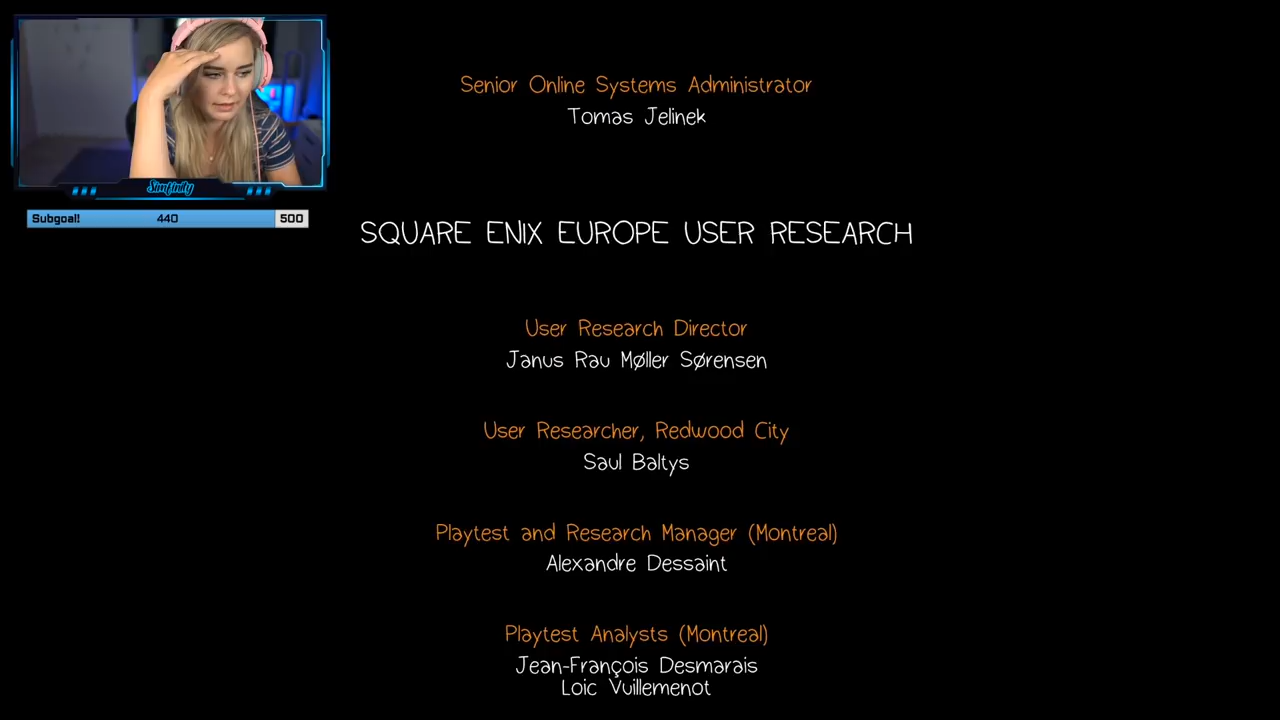 Senior Online Systems Administrator
Tomas Jelinek
Simfinity
Subgoal! 440 500
SQUARE ENIX EUROPE USER RESEARCH
User Research Director
Janus Rau Møller Sørensen
User Researcher, Redwood City
Saul Baltys
Playtest and Research Manager (Montreal)
Alexandre Dessaint
Playtest Analysts (Montreal)
Jean-François Desmarais
Loic Vuillemenot